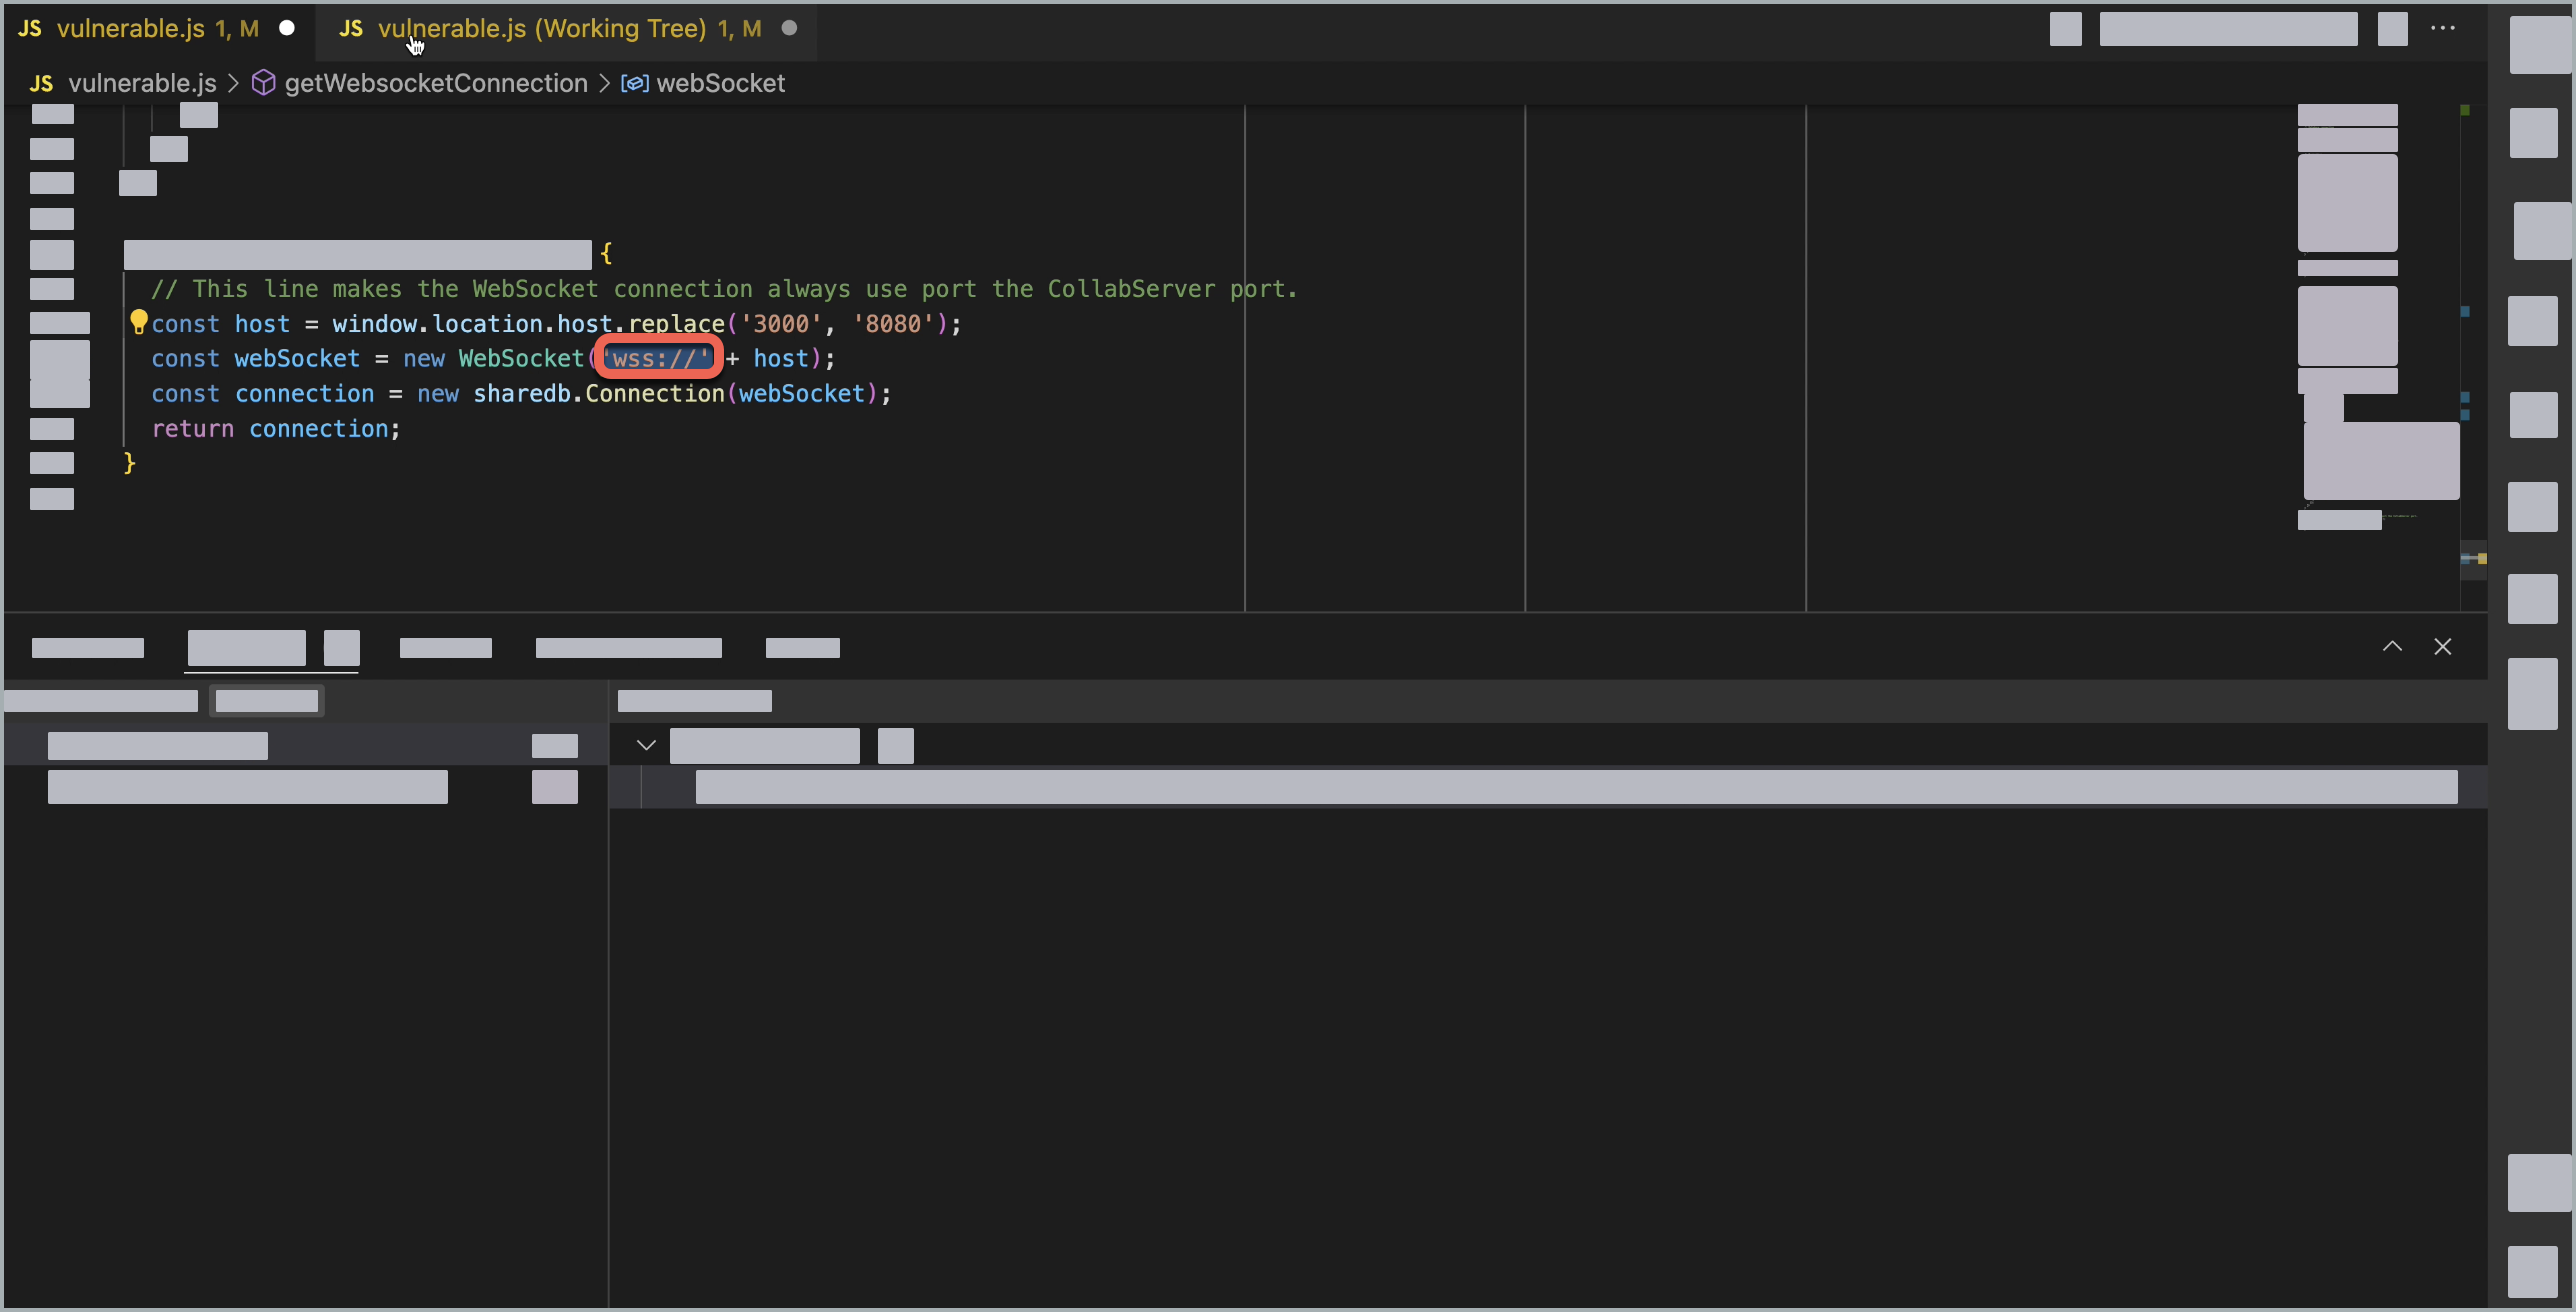 JS vulnerable.js 1, M JS vulnerable.js (Working Tree) 1, M
JS vulnerable.js > getWebsocketConnection > webSocket
{
// This line makes the WebSocket connection always use port the CollabServer port.
const host = window.location.host.replace('3000', '8080');
const webSocket = new WebSocket('wss://' + host);
const connection = new sharedb.Connection(webSocket);
return connection;
}